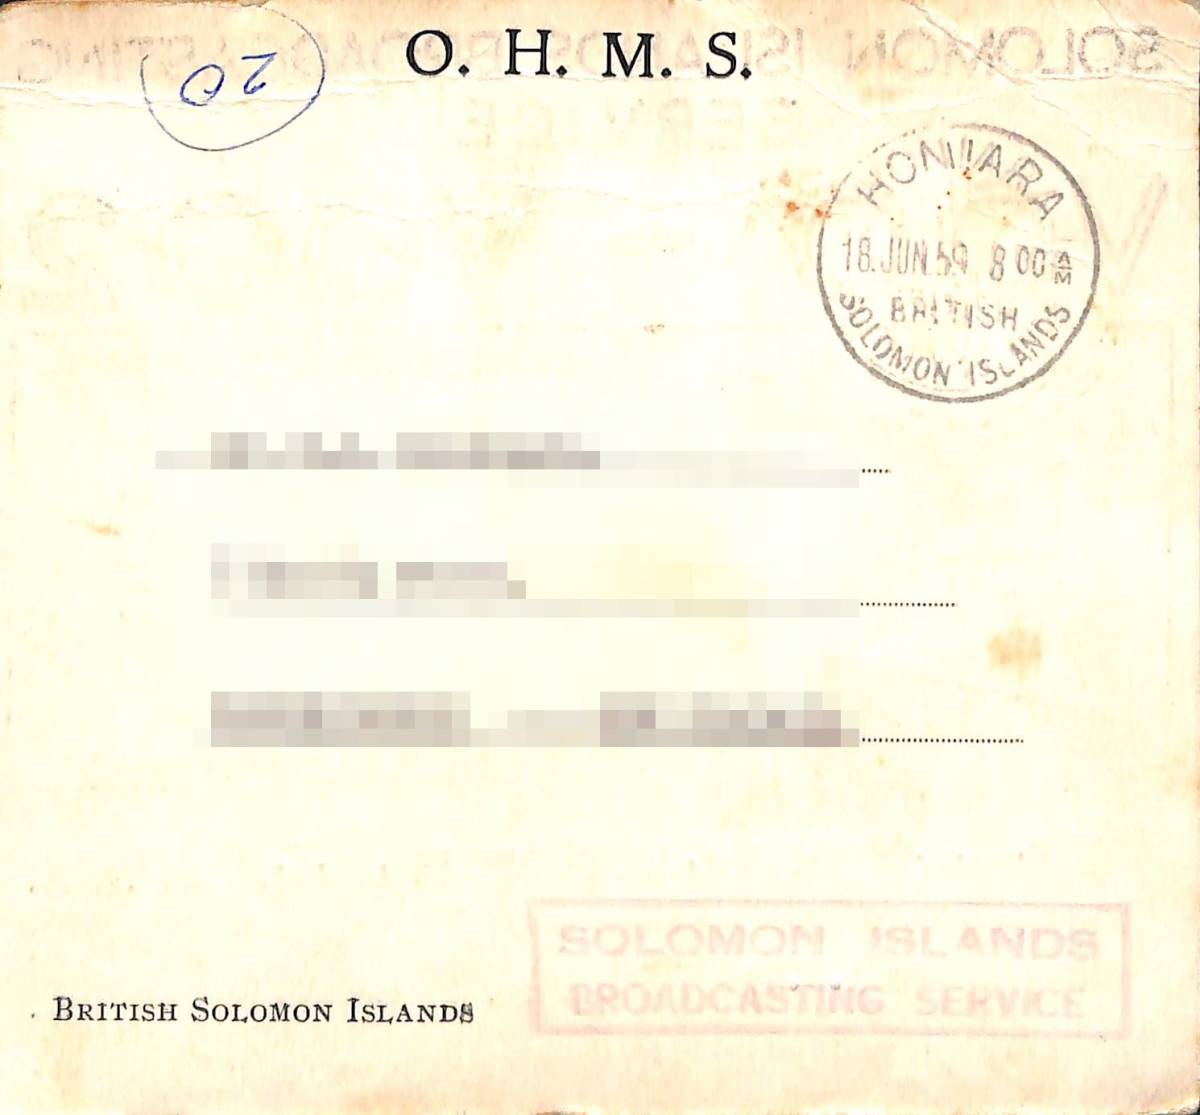 O. H. M. S.
20
HONIARA
18.JUN.59 8 00 AM
BRITISH
SOLOMON ISLANDS
SOLOMON ISLANDS
BROADCASTING SERVICE
BRITISH SOLOMON ISLANDS